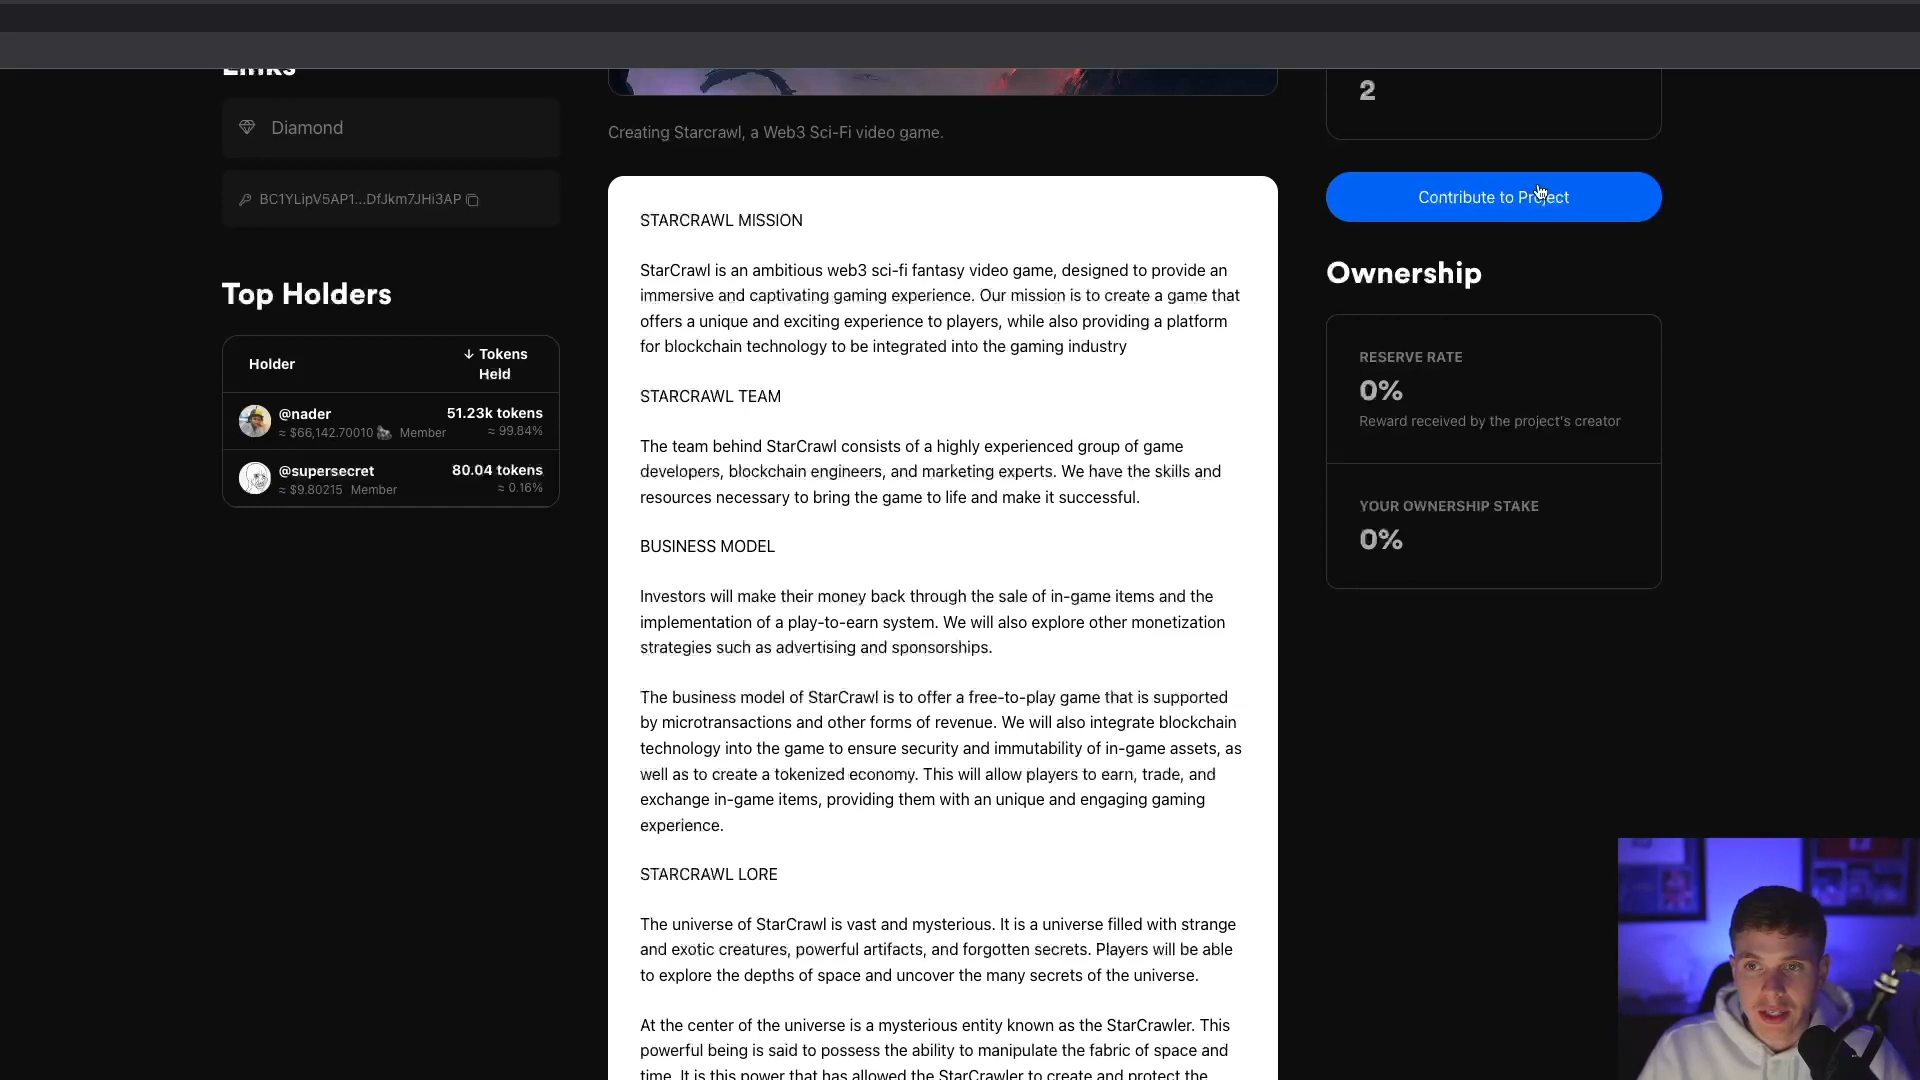 Links
Diamond
BC1YLipV5AP1...DfJkm7JHi3AP
Top Holders
Holder
↓ Tokens
Held
@nader
51.23k tokens
≈ $66,142.70010
Member
≈ 99.84%
@supersecret
80.04 tokens
≈ $9.80215 Member
≈ 0.16%
Creating Starcrawl, a Web3 Sci-Fi video game.
STARCRAWL MISSION
StarCrawl is an ambitious web3 sci-fi fantasy video game, designed to provide an
immersive and captivating gaming experience. Our mission is to create a game that
offers a unique and exciting experience to players, while also providing a platform
for blockchain technology to be integrated into the gaming industry
STARCRAWL TEAM
The team behind StarCrawl consists of a highly experienced group of game
developers, blockchain engineers, and marketing experts. We have the skills and
resources necessary to bring the game to life and make it successful.
BUSINESS MODEL
Investors will make their money back through the sale of in-game items and the
implementation of a play-to-earn system. We will also explore other monetization
strategies such as advertising and sponsorships.
The business model of StarCrawl is to offer a free-to-play game that is supported
by microtransactions and other forms of revenue. We will also integrate blockchain
technology into the game to ensure security and immutability of in-game assets, as
well as to create a tokenized economy. This will allow players to earn, trade, and
exchange in-game items, providing them with an unique and engaging gaming
experience.
STARCRAWL LORE
The universe of StarCrawl is vast and mysterious. It is a universe filled with strange
and exotic creatures, powerful artifacts, and forgotten secrets. Players will be able
to explore the depths of space and uncover the many secrets of the universe.
At the center of the universe is a mysterious entity known as the StarCrawler. This
powerful being is said to possess the ability to manipulate the fabric of space and
time. It is this power that has allowed the StarCrawler to create and protect the
2
Contribute to Project
Ownership
RESERVE RATE
0%
Reward received by the project's creator
YOUR OWNERSHIP STAKE
0%